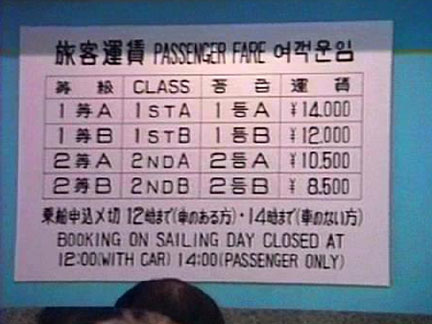 旅客運賃 PASSENGER FARE 여객운임
等級 CLASS 등급 運賃
1等A 1STA 1등A ¥14.000
1等B 1STB 1등B ¥12.000
2等A 2NDA 2등A ¥10.500
2等B 2NDB 2등B ¥8.500
乗船申込〆切 12時まで(車のある方)・14時まで(車のない方)
BOOKING ON SAILING DAY CLOSED AT
12:00(WITH CAR) 14:00(PASSENGER ONLY)